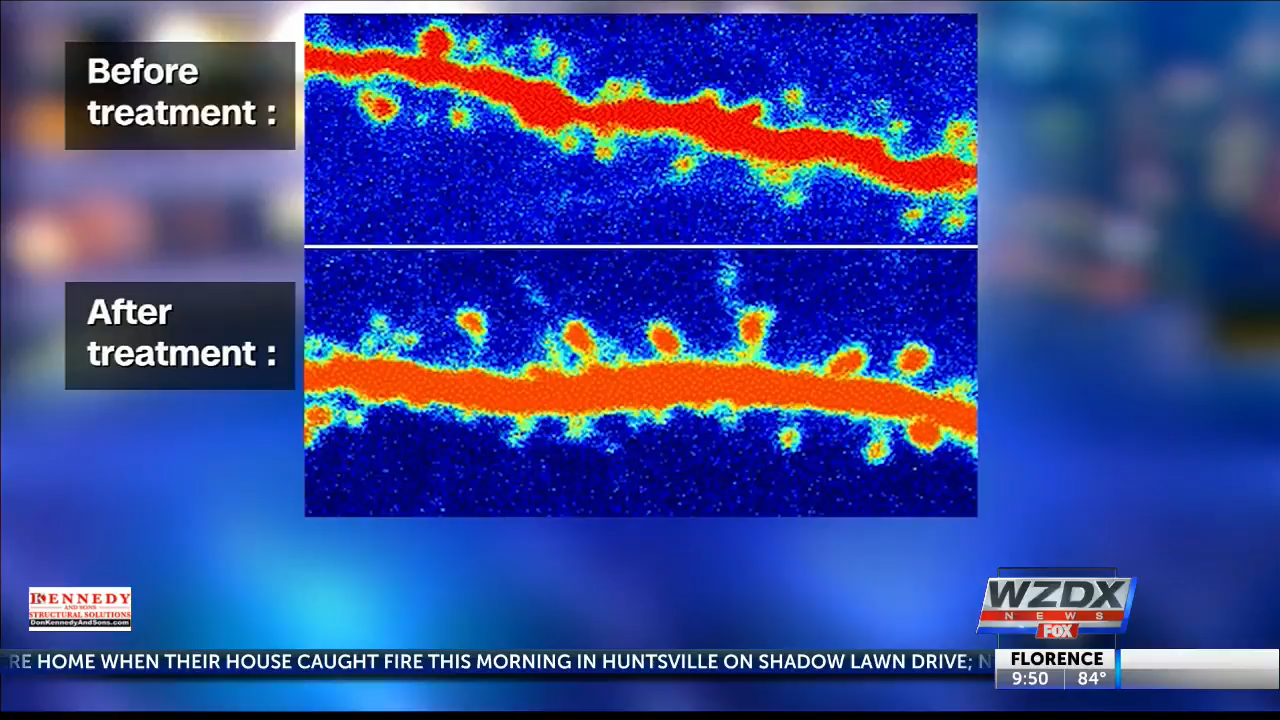 Before
treatment :
After
treatment :
KENNEDY
AND SONS
STRUCTURAL SOLUTIONS
DonKennedyAndSons.com
WZDX
NEWS
FOX
RE HOME WHEN THEIR HOUSE CAUGHT FIRE THIS MORNING IN HUNTSVILLE ON SHADOW LAWN DRIVE; N
FLORENCE
9:50 84°